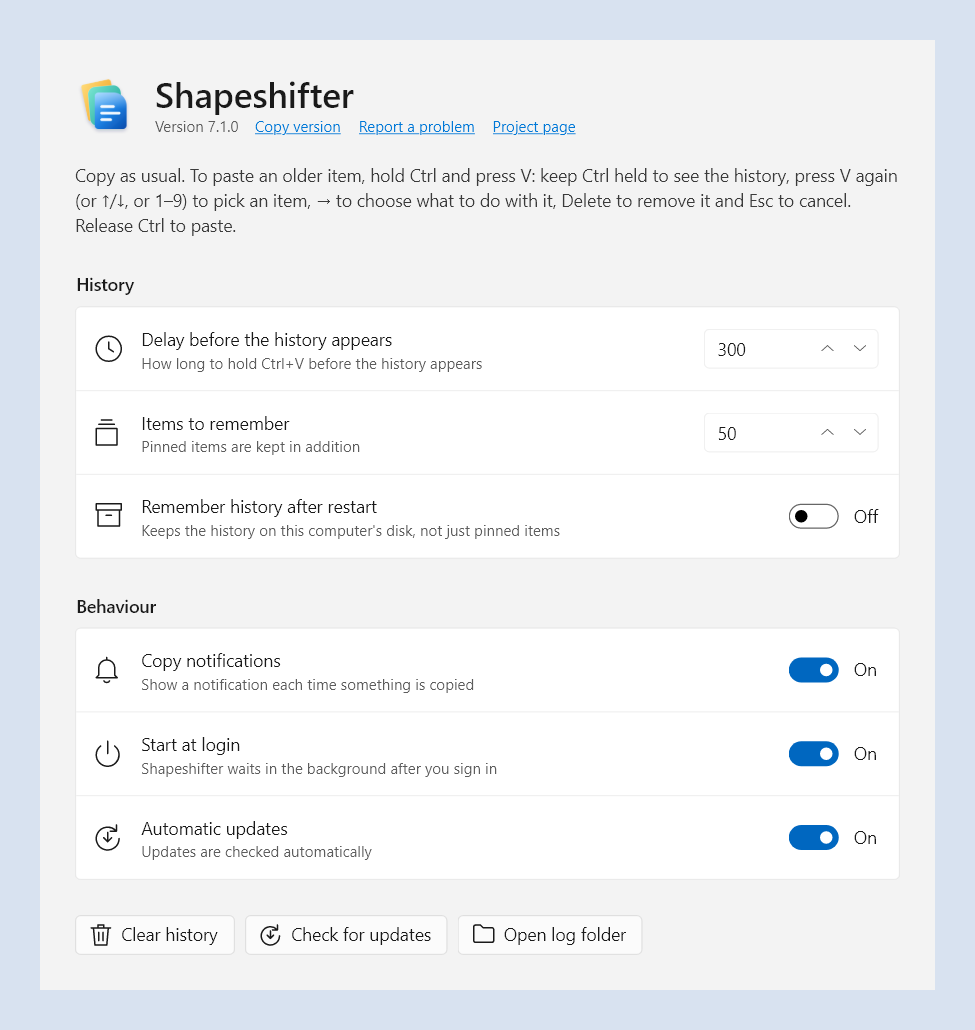 Shapeshifter
Version 7.1.0 Copy version Report a problem Project page
Copy as usual. To paste an older item, hold Ctrl and press V: keep Ctrl held to see the history, press V again
(or ↑/↓, or 1–9) to pick an item, → to choose what to do with it, Delete to remove it and Esc to cancel.
Release Ctrl to paste.
History
Delay before the history appears
How long to hold Ctrl+V before the history appears
300
Items to remember
Pinned items are kept in addition
50
Remember history after restart
Keeps the history on this computer's disk, not just pinned items
Off
Behaviour
Copy notifications
Show a notification each time something is copied
On
Start at login
Shapeshifter waits in the background after you sign in
On
Automatic updates
Updates are checked automatically
On
Clear history Check for updates Open log folder